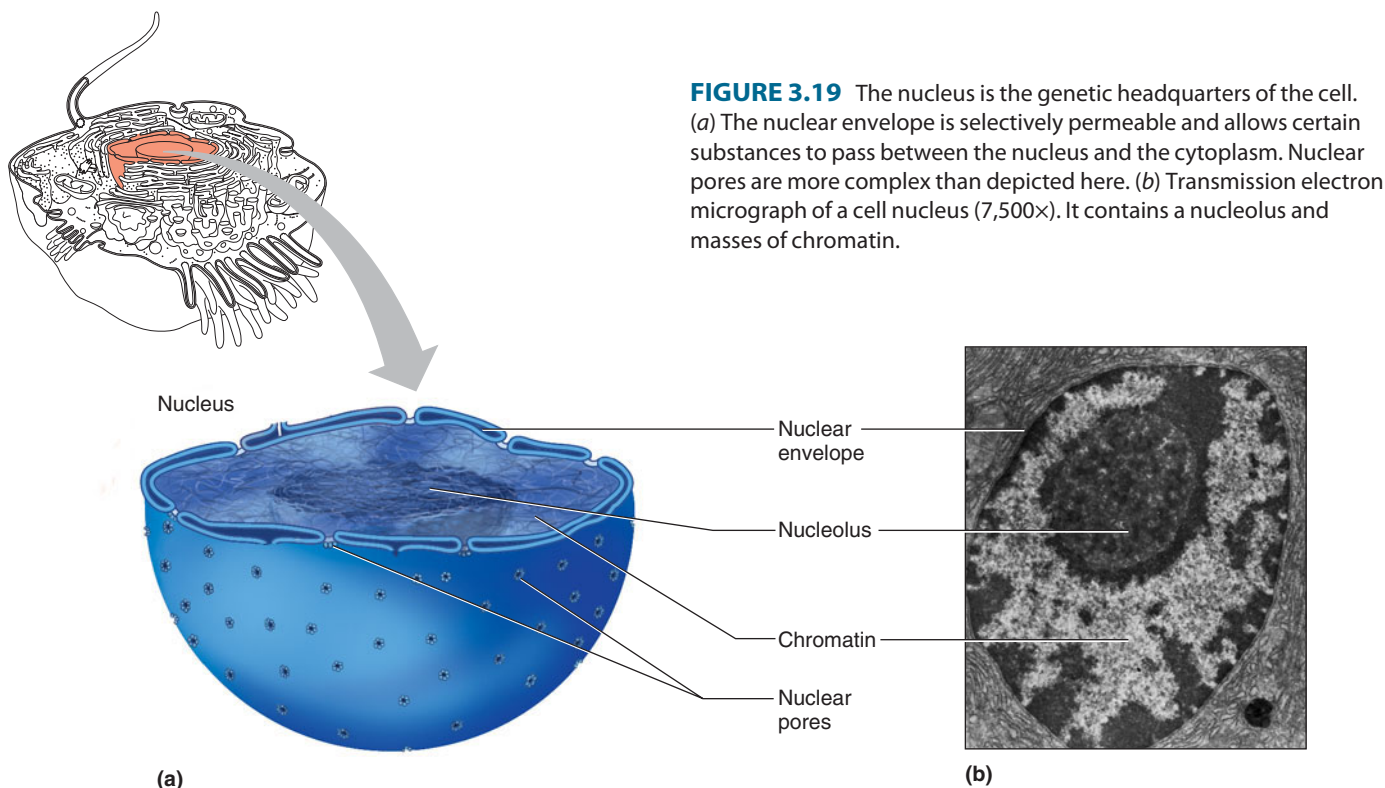 FIGURE 3.19 The nucleus is the genetic headquarters of the cell.
(a) The nuclear envelope is selectively permeable and allows certain
substances to pass between the nucleus and the cytoplasm. Nuclear
pores are more complex than depicted here. (b) Transmission electron
micrograph of a cell nucleus (7,500×). It contains a nucleolus and
masses of chromatin.
Nucleus
Nuclear
envelope
Nucleolus
Chromatin
Nuclear
pores
(a)
(b)